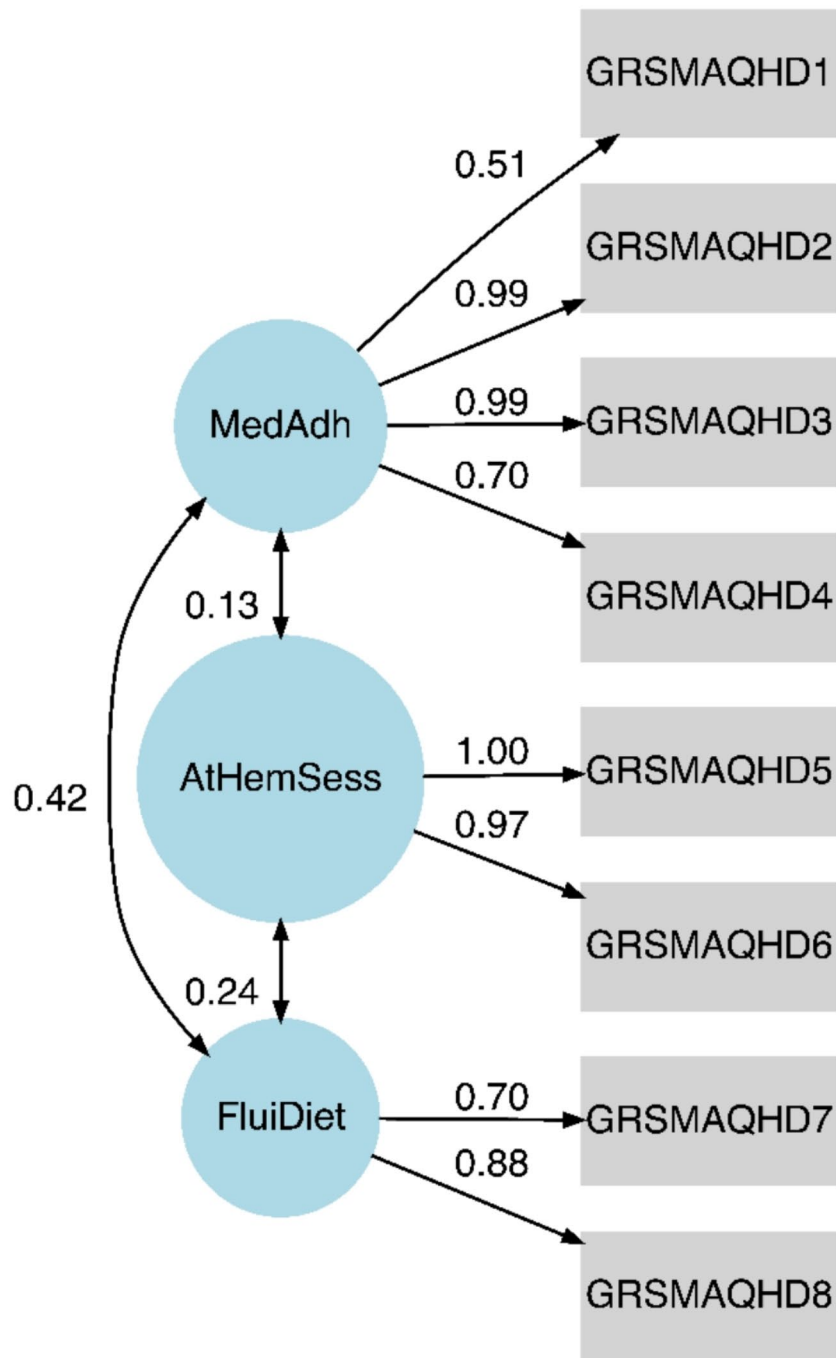 GRSMAQHD1
0.51
GRSMAQHD2
0.99
MedAdh
0.99
GRSMAQHD3
0.70
GRSMAQHD4
0.13
GRSMAQHD5
1.00
AtHemSess
0.42
0.97
GRSMAQHD6
0.24
FluiDiet
0.70
GRSMAQHD7
0.88
GRSMAQHD8